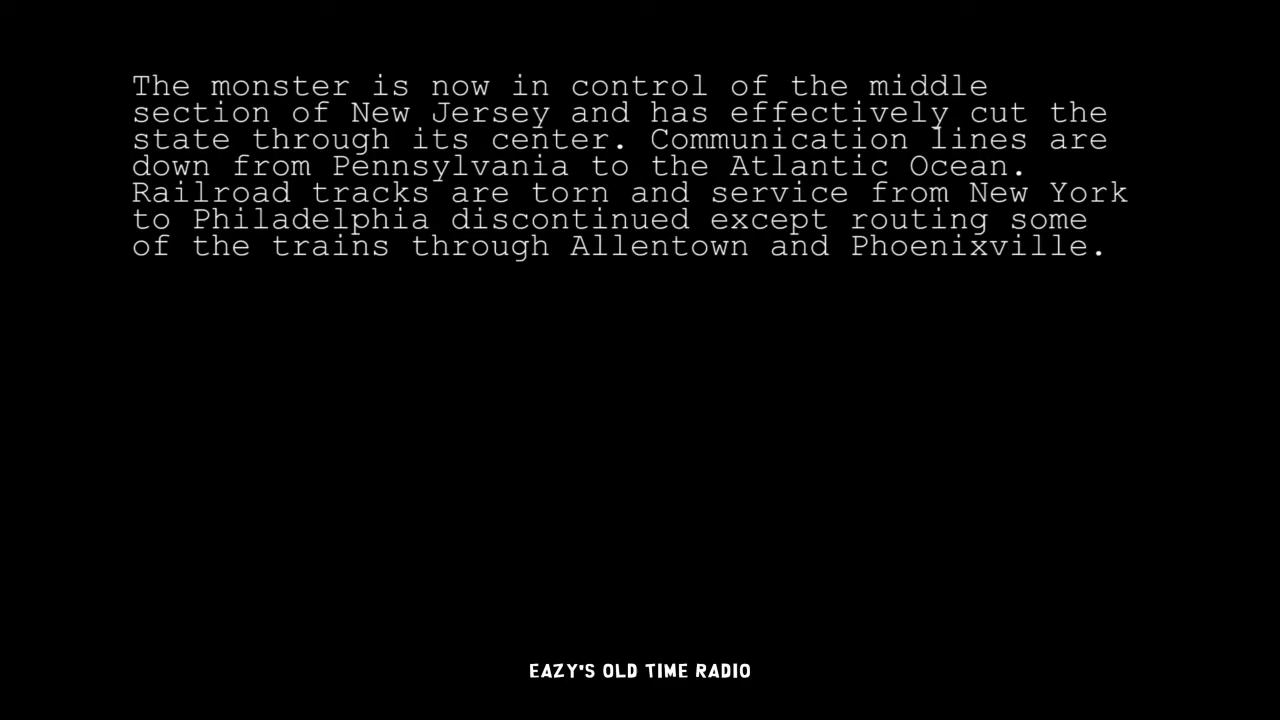 The monster is now in control of the middle
section of New Jersey and has effectively cut the
state through its center. Communication lines are
down from Pennsylvania to the Atlantic Ocean.
Railroad tracks are torn and service from New York
to Philadelphia discontinued except routing some
of the trains through Allentown and Phoenixville.
EAZY'S OLD TIME RADIO